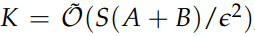 K = Õ(S(A + B)/ϵ²)